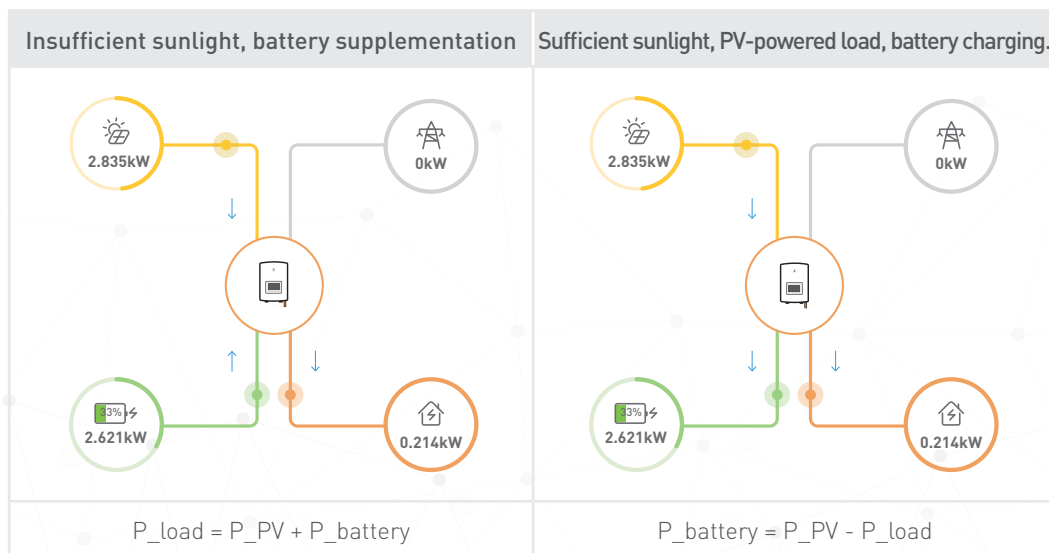 Insufficient sunlight, battery supplementation
Sufficient sunlight, PV-powered load, battery charging.
2.835kW
0kW
33%
2.621kW
0.214kW
2.835kW
0kW
33%
2.621kW
0.214kW
P_load = P_PV + P_battery
P_battery = P_PV - P_load